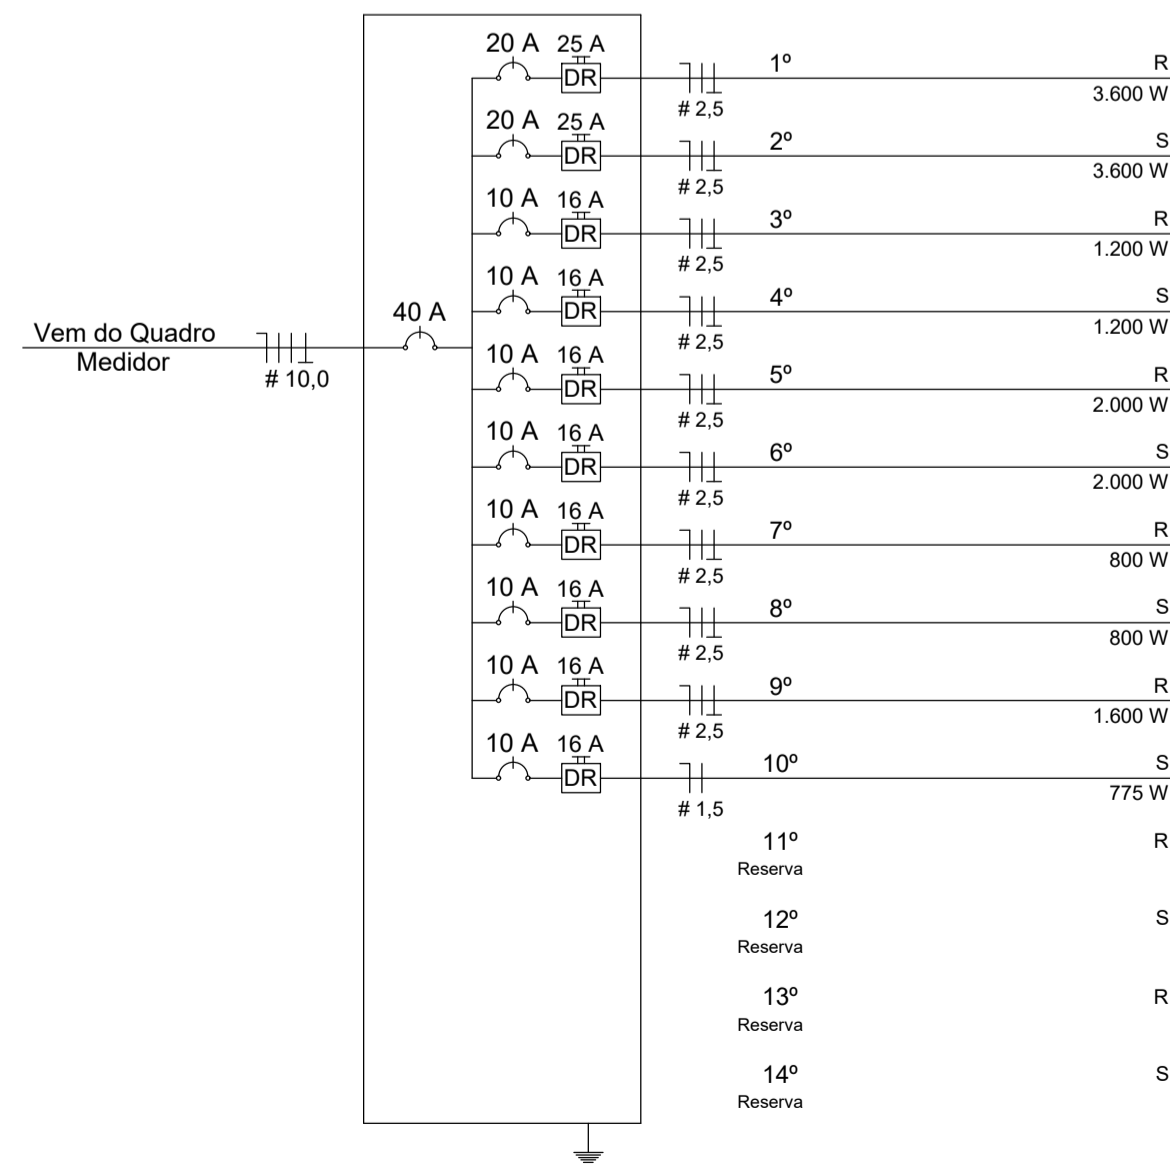 20 A 25 A
DR
# 2,5
1º
R
3.600 W
20 A 25 A
DR
# 2,5
2º
S
3.600 W
10 A 16 A
DR
# 2,5
3º
R
1.200 W
10 A 16 A
DR
# 2,5
4º
S
1.200 W
Vem do Quadro
Medidor
# 10,0
40 A
10 A 16 A
DR
# 2,5
5º
R
2.000 W
10 A 16 A
DR
# 2,5
6º
S
2.000 W
10 A 16 A
DR
# 2,5
7º
R
800 W
10 A 16 A
DR
# 2,5
8º
S
800 W
10 A 16 A
DR
# 2,5
9º
R
1.600 W
10 A 16 A
DR
# 1,5
10º
S
775 W
11º
Reserva
R
12º
Reserva
S
13º
Reserva
R
14º
Reserva
S